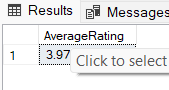 Results Messages
AverageRating
1 3.97
Click to select